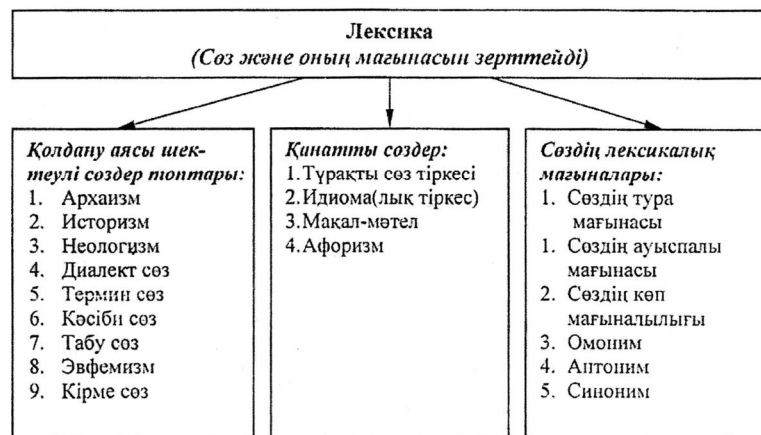 Лексика
(Сөз және оның мағынасын зерттейді)
Қолдану аясы шек-
теулі сөздер топтары:
1. Архаизм
2. Историзм
3. Неологизм
4. Диалект сөз
5. Термин сөз
6. Кәсіби сөз
7. Табу сөз
8. Эвфемизм
9. Кірме сөз
Қанатты сөздер:
1.Тұрақты сөз тіркесі
2.Идиома(лық тіркес)
3.Мақал-мәтел
4.Афоризм
Сөздің лексикалық
мағыналары:
1. Сөздің тура
мағынасы
1. Сөздің ауыспалы
мағынасы
2. Сөздің көп
мағыналылығы
3. Омоним
4. Антоним
5. Синоним